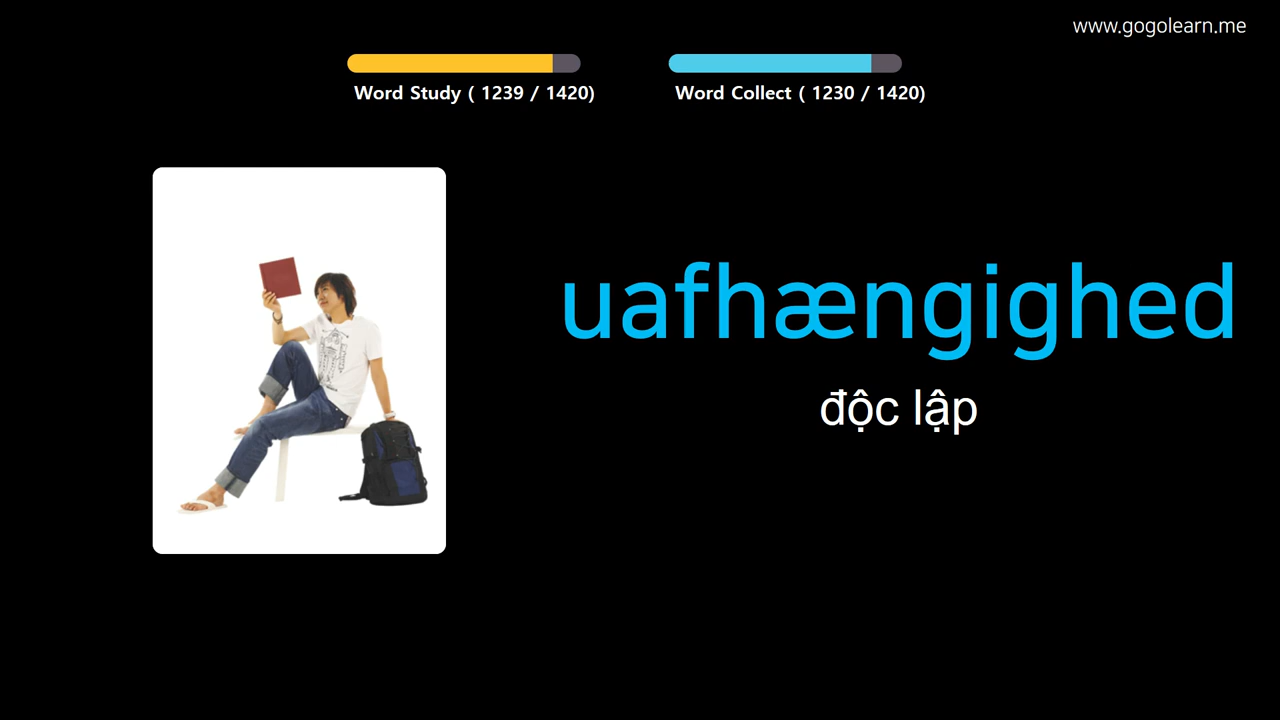 www.gogolearn.me
Word Study ( 1239 / 1420)
Word Collect ( 1230 / 1420)
uafhængighed
độc lập